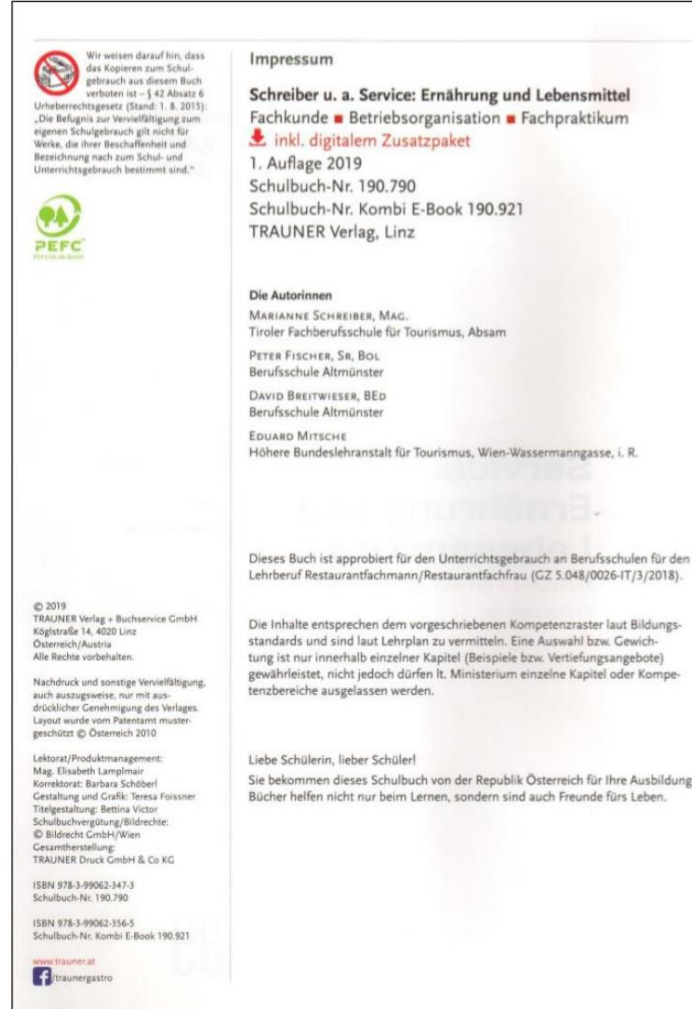 Wir weisen darauf hin, dass
das Kopieren zum Schul-
gebrauch aus diesem Buch
verboten ist – § 42 Absatz 6
Urheberrechtsgesetz (Stand: 1. 8. 2015):
„Die Befugnis zur Vervielfältigung zum
eigenen Schulgebrauch gilt nicht für
Werke, die ihrer Beschaffenheit und
Bezeichnung nach zum Schul- und
Unterrichtsgebrauch bestimmt sind."
PEFC
© 2019
TRAUNER Verlag + Buchservice GmbH
Köglstraße 14, 4020 Linz
Österreich/Austria
Alle Rechte vorbehalten.
Nachdruck und sonstige Vervielfältigung,
auch auszugsweise, nur mit aus-
drücklicher Genehmigung des Verlages.
Layout wurde vom Patentamt muster-
geschützt © Österreich 2010
Lektorat/Produktmanagement:
Mag. Elisabeth Lamplmair
Korrektorat: Barbara Schöberl
Gestaltung und Grafik: Teresa Foissner
Titelgestaltung: Bettina Victor
Schulbuchvergütung/Bildrechte:
© Bildrecht GmbH/Wien
Gesamtherstellung:
TRAUNER Druck GmbH & Co KG
ISBN 978-3-99062-347-3
Schulbuch-Nr. 190.790
ISBN 978-3-99062-356-5
Schulbuch-Nr. Kombi E-Book 190.921
www.trauner.at
/traunergastro
Impressum
Schreiber u. a. Service: Ernährung und Lebensmittel
Fachkunde ■ Betriebsorganisation ■ Fachpraktikum
inkl. digitalem Zusatzpaket
1. Auflage 2019
Schulbuch-Nr. 190.790
Schulbuch-Nr. Kombi E-Book 190.921
TRAUNER Verlag, Linz
Die Autorinnen
MARIANNE SCHREIBER, MAG.
Tiroler Fachberufsschule für Tourismus, Absam
PETER FISCHER, SR, BOL
Berufsschule Altmünster
DAVID BREITWIESER, BED
Berufsschule Altmünster
EDUARD MITSCHE
Höhere Bundeslehranstalt für Tourismus, Wien-Wassermanngasse, i. R.
Dieses Buch ist approbiert für den Unterrichtsgebrauch an Berufsschulen für den
Lehrberuf Restaurantfachmann/Restaurantfachfrau (GZ 5.048/0026-IT/3/2018).
Die Inhalte entsprechen dem vorgeschriebenen Kompetenzraster laut Bildungs-
standards und sind laut Lehrplan zu vermitteln. Eine Auswahl bzw. Gewich-
tung ist nur innerhalb einzelner Kapitel (Beispiele bzw. Vertiefungsangebote)
gewährleistet, nicht jedoch dürfen lt. Ministerium einzelne Kapitel oder Kompe-
tenzbereiche ausgelassen werden.
Liebe Schülerin, lieber Schüler!
Sie bekommen dieses Schulbuch von der Republik Österreich für Ihre Ausbildung
Bücher helfen nicht nur beim Lernen, sondern sind auch Freunde fürs Leben.